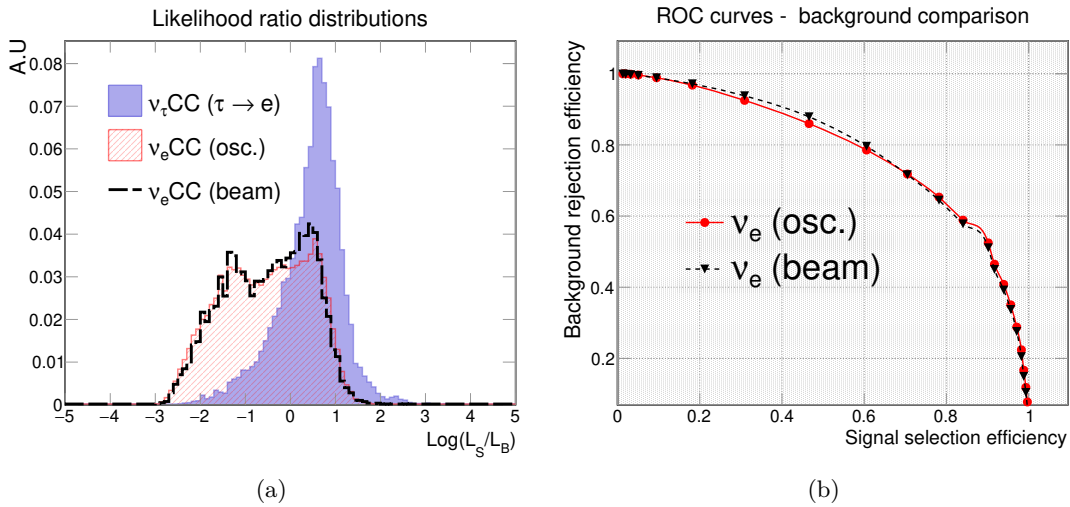 Likelihood ratio distributions
A.U
0.08
0.07
0.06
0.05
0.04
0.03
0.02
0.01
0
ντCC (τ → e)
νeCC (osc.)
νeCC (beam)
−5 −4 −3 −2 −1 0 1 2 3 4 5
Log(LS/LB)
(a)
ROC curves - background comparison
Background rejection efficiency
1
0.8
0.6
0.4
0.2
νe (osc.)
νe (beam)
0 0.2 0.4 0.6 0.8 1
Signal selection efficiency
(b)